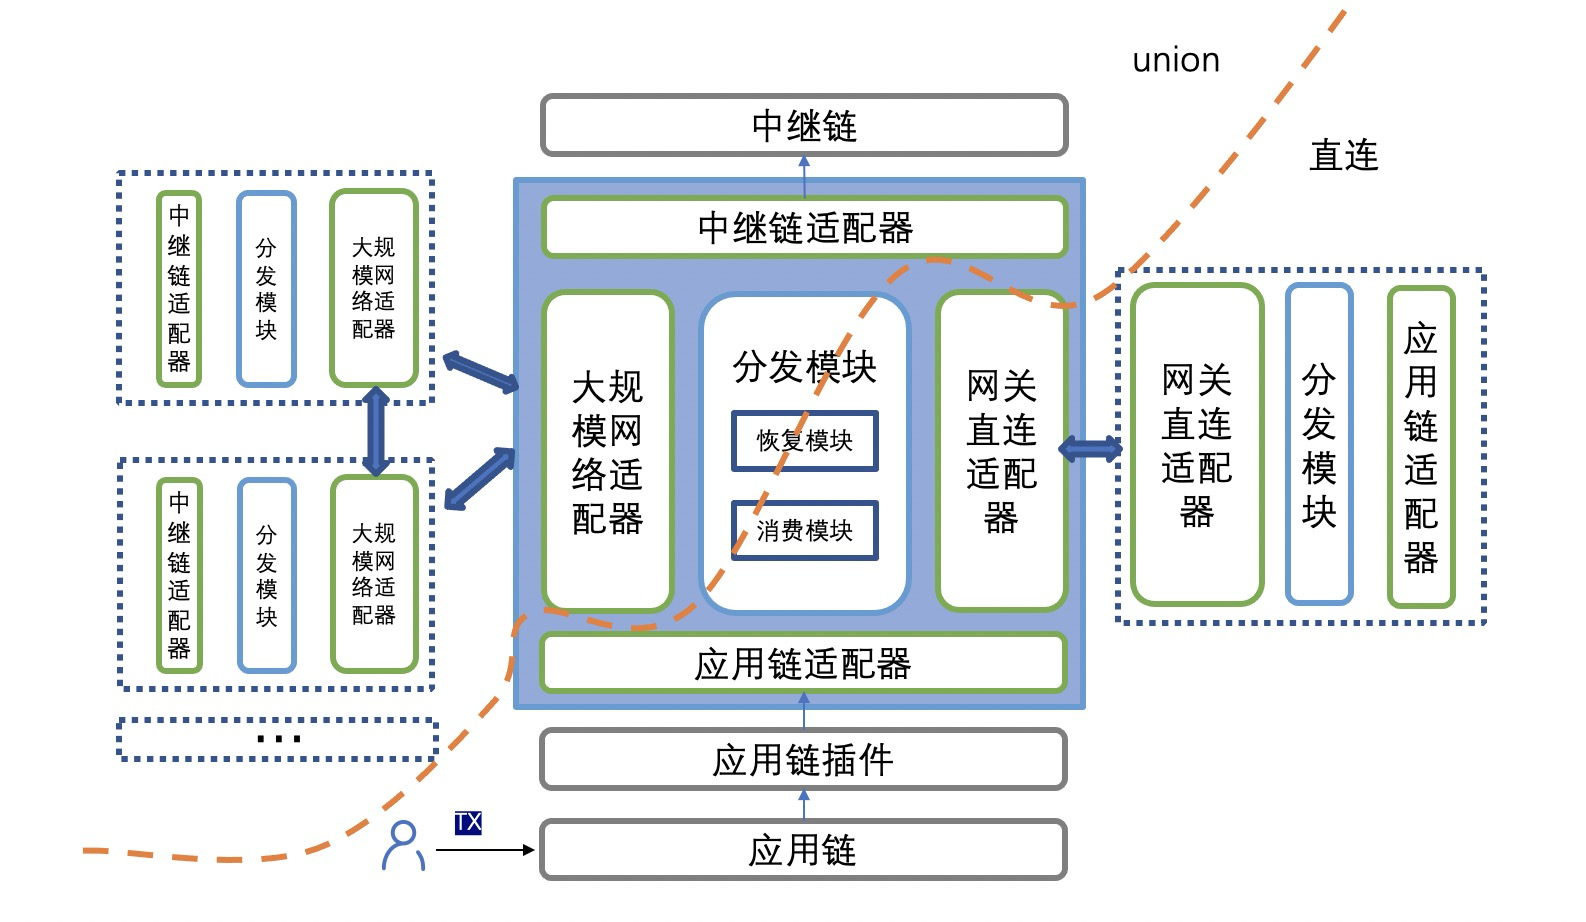 union
直连
中继链
中继链适配器
中
继
链
适
配
器
分
发
模
块
大规
模网
络适
配器
中
继
链
适
配
器
分
发
模
块
大规
模网
络适
配器
...
大规
模网
络适
配器
分发模块
恢复模块
消费模块
网关
直连
适配
器
网关
直连
适配
器
分
发
模
块
应
用
链
适
配
器
应用链适配器
应用链插件
TX
应用链